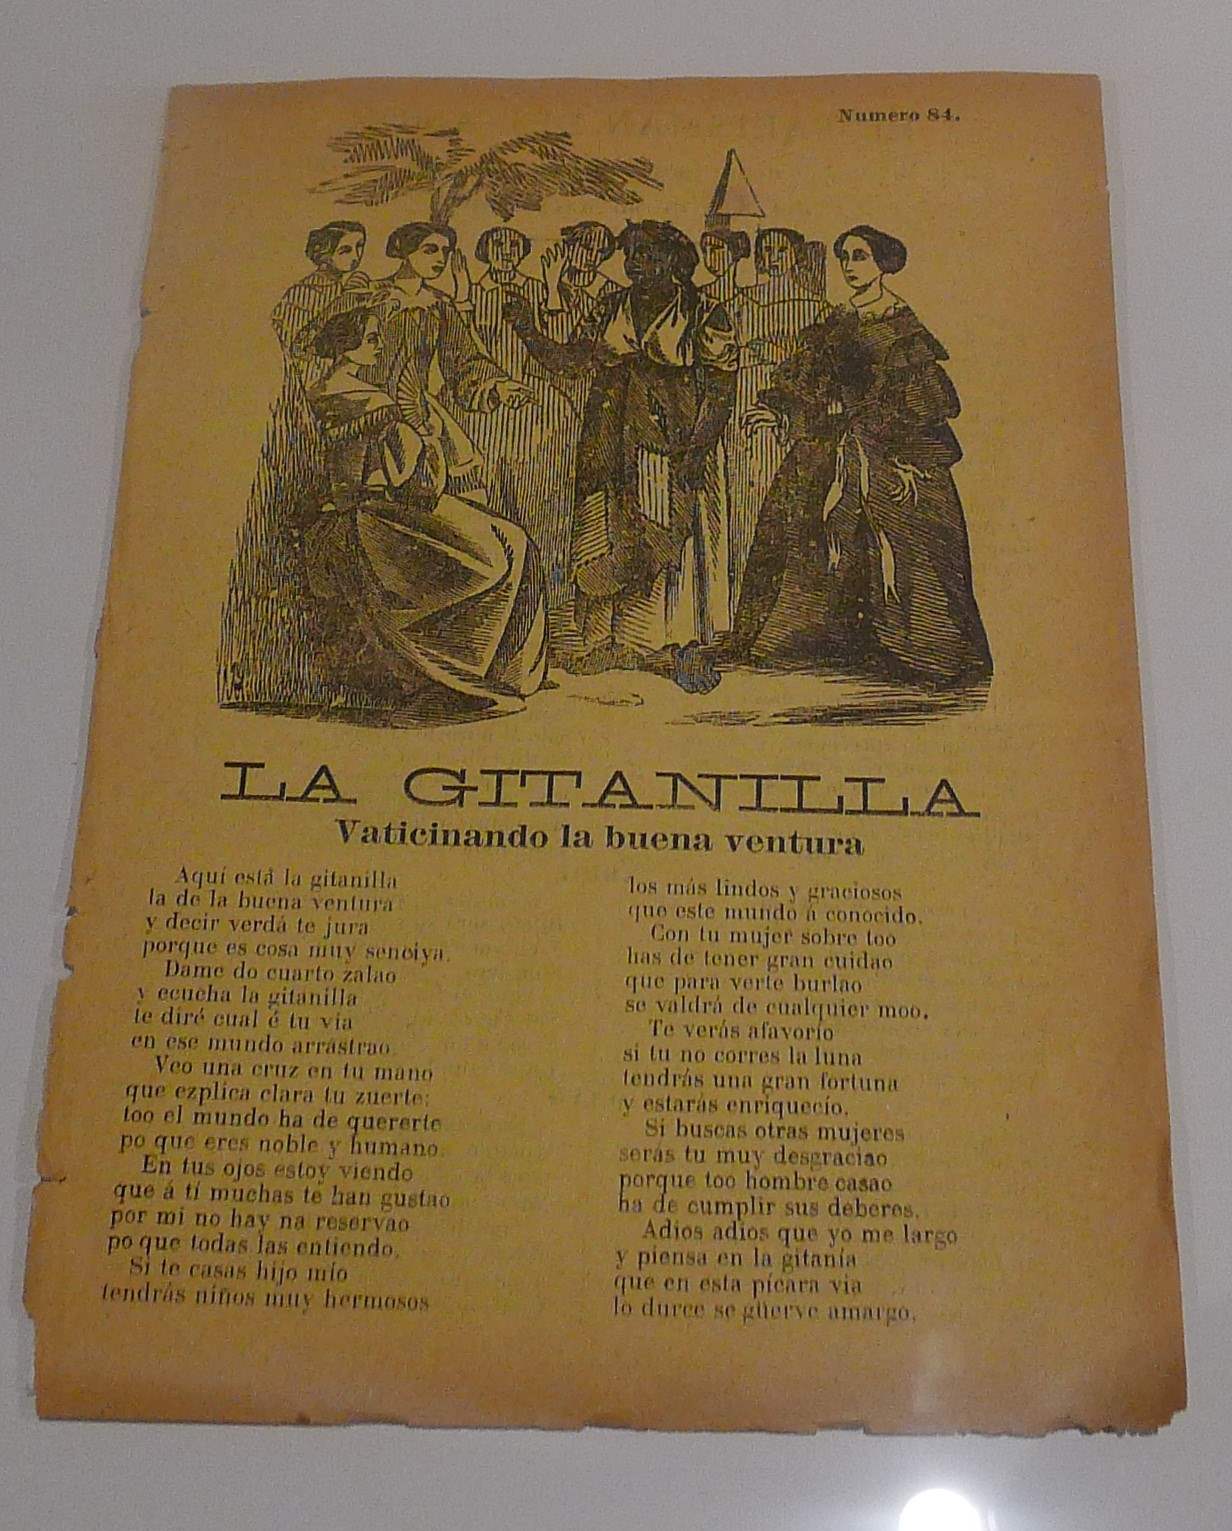 Numero 84.
LA GITANILLA
Vaticinando la buena ventura
Aquí está la gitanilla
la de la buena ventura
y decir verdá te jura
porque es cosa muy senciya.
Dame do cuarto zalao
y ecucha la gitanilla
te diré cual é tu via
en ese mundo arrastrao.
Veo una cruz en tu mano
que ezplica clara tu zuerte;
too el mundo ha de quererte
po que eres noble y humano.
En tus ojos estoy viendo
que á tí muchas te han gustao
por mi no hay na reservao
po que todas las entiendo.
Si te casas hijo mío
tendrás niños muy hermosos
los más lindos y graciosos
que este mundo á conocido.
Con tu mujer sobre too
has de tener gran cuidao
que para verte burlao
se valdrá de cualquier moo.
Te verás afavorío
si tu no corres la luna
tendrás una gran fortuna
y estarás enriquecío.
Si buscas otras mujeres
serás tu muy desgraciao
porque too hombre casao
ha de cumplir sus deberes.
Adios adios que yo me largo
y piensa en la gitanía
que en esta pícara via
lo durce se güerve amargo.